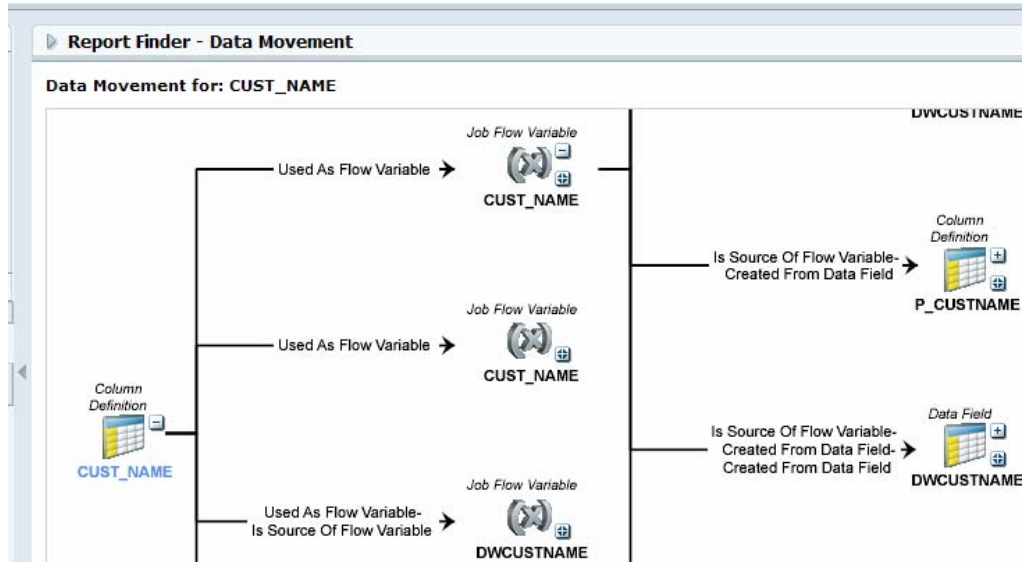 Report Finder - Data Movement
Data Movement for: CUST_NAME
DWCUSTNAME
Job Flow Variable
Used As Flow Variable
CUST_NAME
Column
Definition
Is Source Of Flow Variable-
Created From Data Field
P_CUSTNAME
Job Flow Variable
Used As Flow Variable
CUST_NAME
Column
Definition
CUST_NAME
Data Field
Is Source Of Flow Variable-
Created From Data Field-
Created From Data Field
DWCUSTNAME
Job Flow Variable
Used As Flow Variable-
Is Source Of Flow Variable
DWCUSTNAME